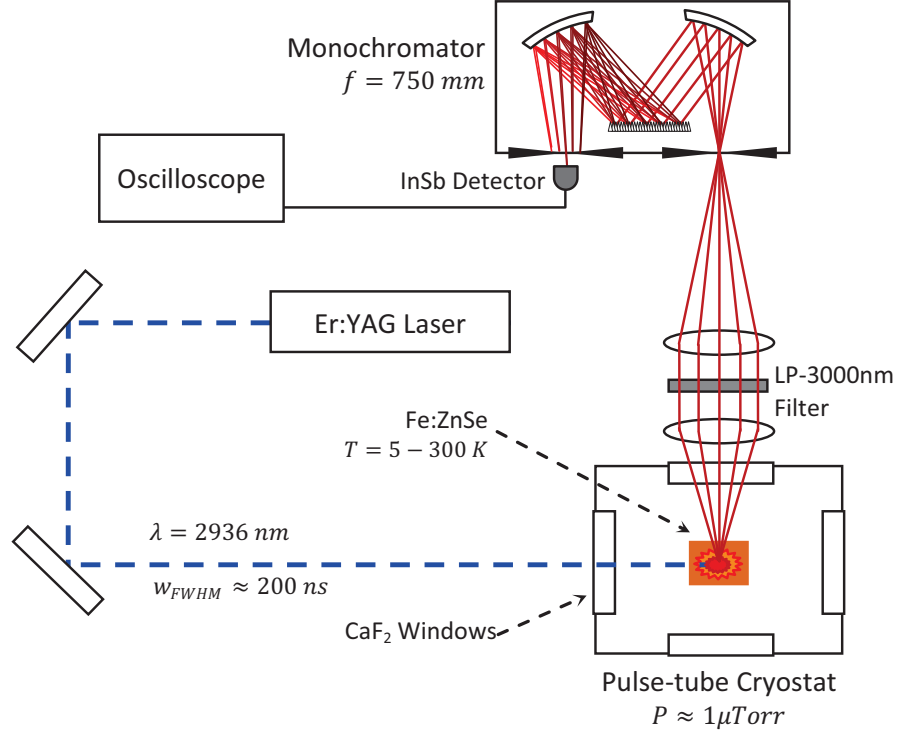 Monochromator
f = 750 mm
Oscilloscope
InSb Detector
Er:YAG Laser
LP-3000nm
Filter
Fe:ZnSe
T = 5 − 300 K
λ = 2936 nm
w_FWHM ≈ 200 ns
CaF₂ Windows
Pulse-tube Cryostat
P ≈ 1μTorr